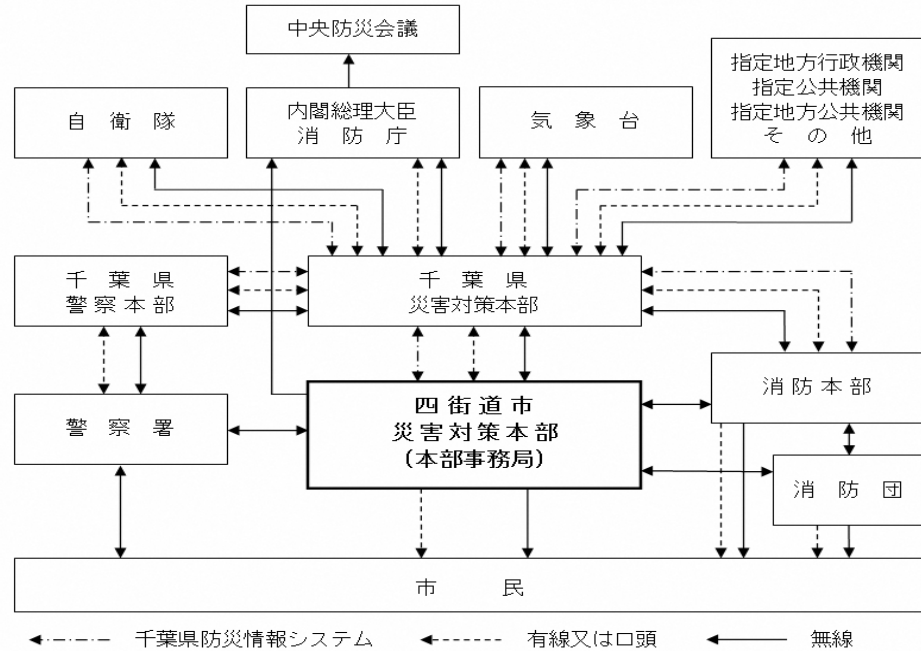 中央防災会議
自衛隊
内閣総理大臣
消防庁
気象台
指定地方行政機関
指定公共機関
指定地方公共機関
その他
千葉県
警察本部
千葉県
災害対策本部
消防本部
警察署
四街道市
災害対策本部
(本部事務局)
消防団
市民
千葉県防災情報システム
有線又は口頭
無線